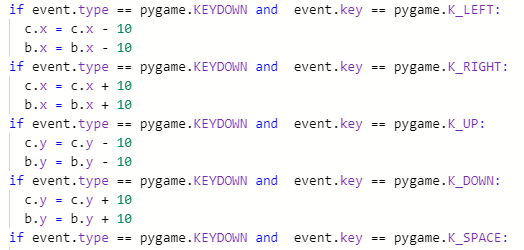 if event.type == pygame.KEYDOWN and  event.key == pygame.K_LEFT:
  c.x = c.x - 10
  b.x = b.x - 10
if event.type == pygame.KEYDOWN and  event.key == pygame.K_RIGHT:
  c.x = c.x + 10
  b.x = b.x + 10
if event.type == pygame.KEYDOWN and  event.key == pygame.K_UP:
  c.y = c.y - 10
  b.y = b.y - 10
if event.type == pygame.KEYDOWN and  event.key == pygame.K_DOWN:
  c.y = c.y + 10
  b.y = b.y + 10
if event.type == pygame.KEYDOWN and  event.key == pygame.K_SPACE: